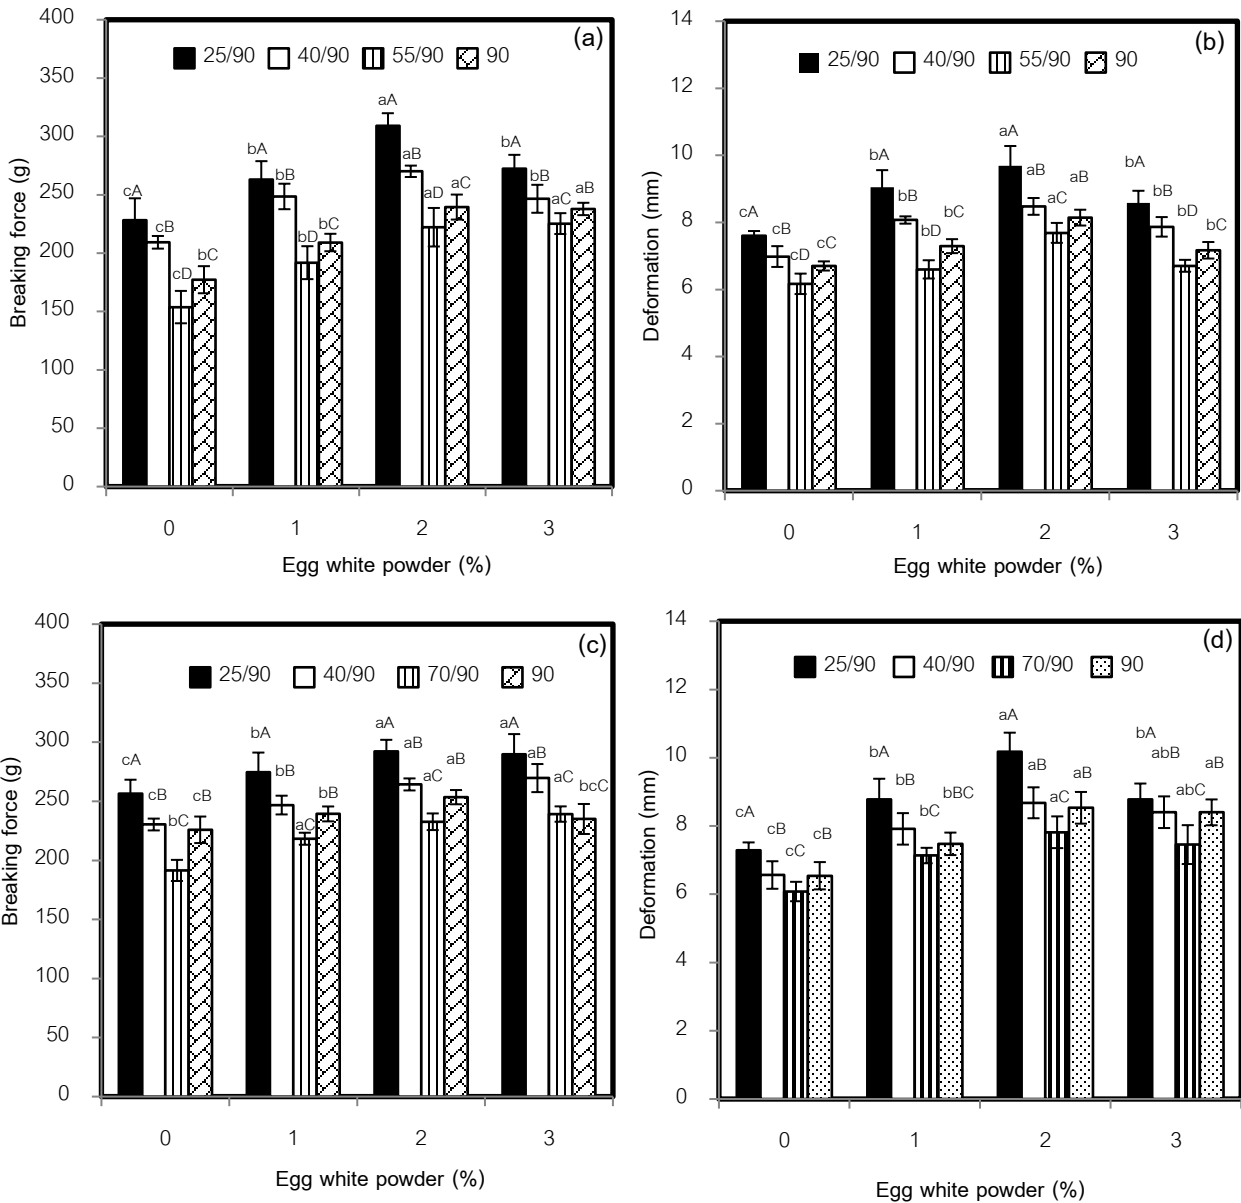 (a)
25/90 40/90 55/90 90
400
350
300
250
200
150
100
50
0
Breaking force (g)
cA cB cD bC
bA bB bD bC
aA aB aD aC
bA bB aC aB
0 1 2 3
Egg white powder (%)
(b)
25/90 40/90 55/90 90
14
12
10
8
6
4
2
0
Deformation (mm)
cA cB cD cC
bA bB bD bC
aA aB aC aB
bA bB bD bC
0 1 2 3
Egg white powder (%)
(c)
25/90 40/90 70/90 90
400
350
300
250
200
150
100
50
0
Breaking force (g)
cA cB bC cB
bA bB aC bB
aA aB aC aB
aA aB aC bcC
0 1 2 3
Egg white powder (%)
(d)
25/90 40/90 70/90 90
14
12
10
8
6
4
2
0
Deformation (mm)
cA cB cC cB
bA bB bC bBC
aA aB aC aB
bA abB abC aB
0 1 2 3
Egg white powder (%)